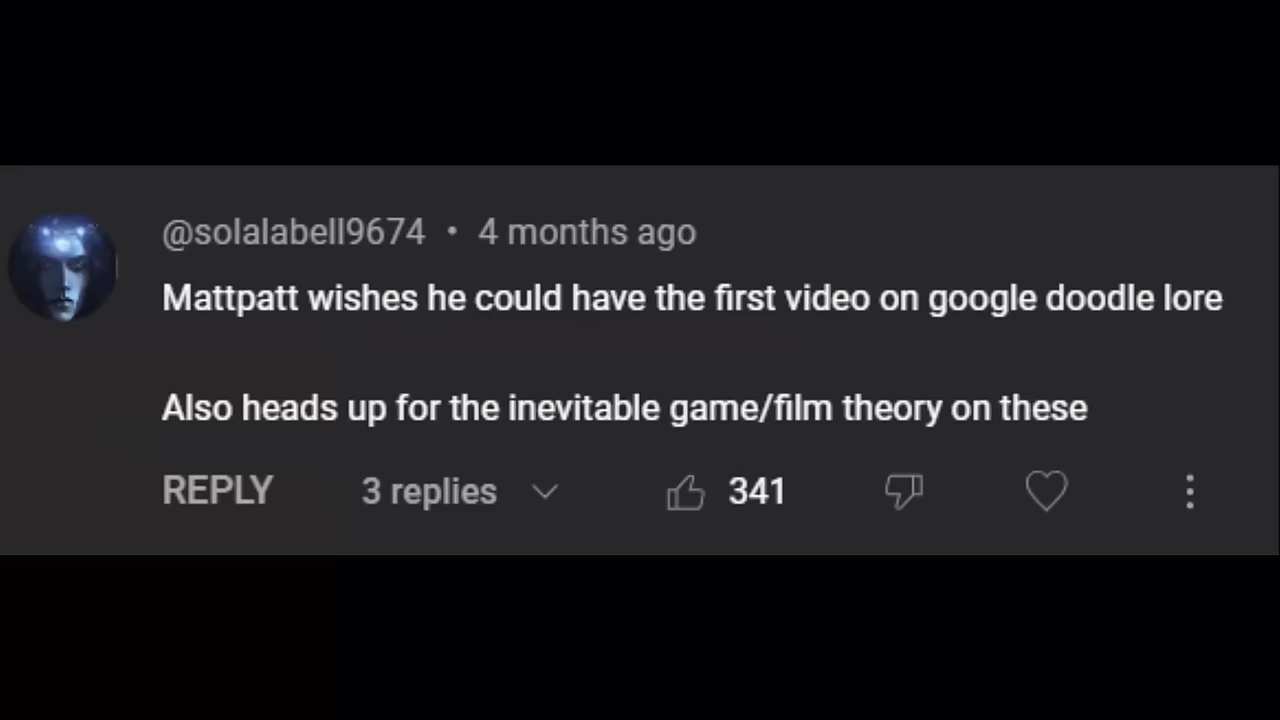 @solalabell9674 • 4 months ago
Mattpatt wishes he could have the first video on google doodle lore
Also heads up for the inevitable game/film theory on these
REPLY 3 replies 341